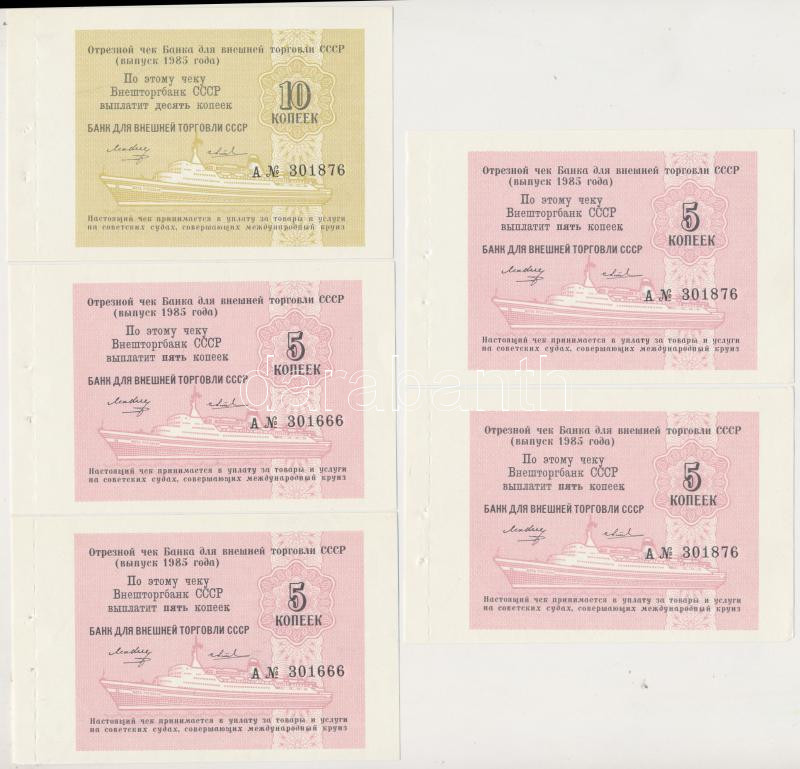 Отрезной чек Банка для внешней торговли СССР
(выпуск 1985 года)
По этому чеку
Внешторгбанк СССР
выплатит десять копеек
10
КОПЕЕК
БАНК ДЛЯ ВНЕШНЕЙ ТОРГОВЛИ СССР
А № 301876
Настоящий чек принимается в уплату за товары и услуги
на советских судах, совершающих международный круиз
Отрезной чек Банка для внешней торговли СССР
(выпуск 1985 года)
По этому чеку
Внешторгбанк СССР
выплатит пять копеек
5
КОПЕЕК
БАНК ДЛЯ ВНЕШНЕЙ ТОРГОВЛИ СССР
А № 301666
Настоящий чек принимается в уплату за товары и услуги
на советских судах, совершающих международный круиз
Отрезной чек Банка для внешней торговли СССР
(выпуск 1985 года)
По этому чеку
Внешторгбанк СССР
выплатит пять копеек
5
КОПЕЕК
БАНК ДЛЯ ВНЕШНЕЙ ТОРГОВЛИ СССР
А № 301666
Настоящий чек принимается в уплату за товары и услуги
на советских судах, совершающих международный круиз
Отрезной чек Банка для внешней торговли СССР
(выпуск 1985 года)
По этому чеку
Внешторгбанк СССР
выплатит пять копеек
5
КОПЕЕК
БАНК ДЛЯ ВНЕШНЕЙ ТОРГОВЛИ СССР
А № 301876
Настоящий чек принимается в уплату за товары и услуги
на советских судах, совершающих международный круиз
Отрезной чек Банка для внешней торговли СССР
(выпуск 1985 года)
По этому чеку
Внешторгбанк СССР
выплатит пять копеек
5
КОПЕЕК
БАНК ДЛЯ ВНЕШНЕЙ ТОРГОВЛИ СССР
А № 301876
Настоящий чек принимается в уплату за товары и услуги
на советских судах, совершающих международный круиз
darabanth